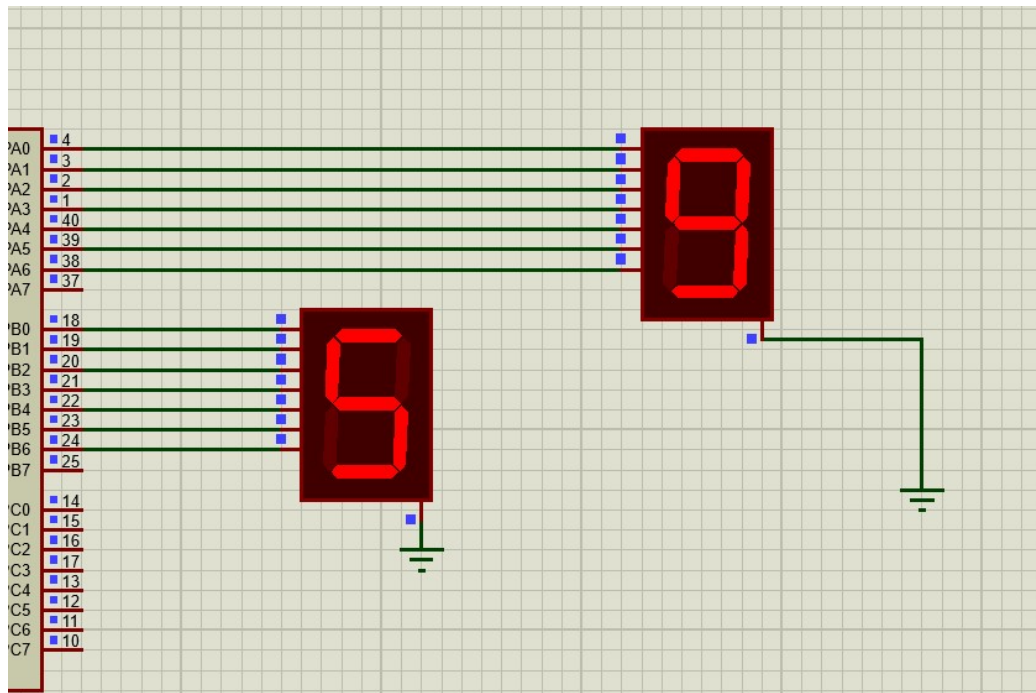 PA0 4
PA1 3
PA2 2
PA3 1
PA4 40
PA5 39
PA6 38
PA7 37
PB0 18
PB1 19
PB2 20
PB3 21
PB4 22
PB5 23
PB6 24
PB7 25
PC0 14
PC1 15
PC2 16
PC3 17
PC4 13
PC5 12
PC6 11
PC7 10
9
5